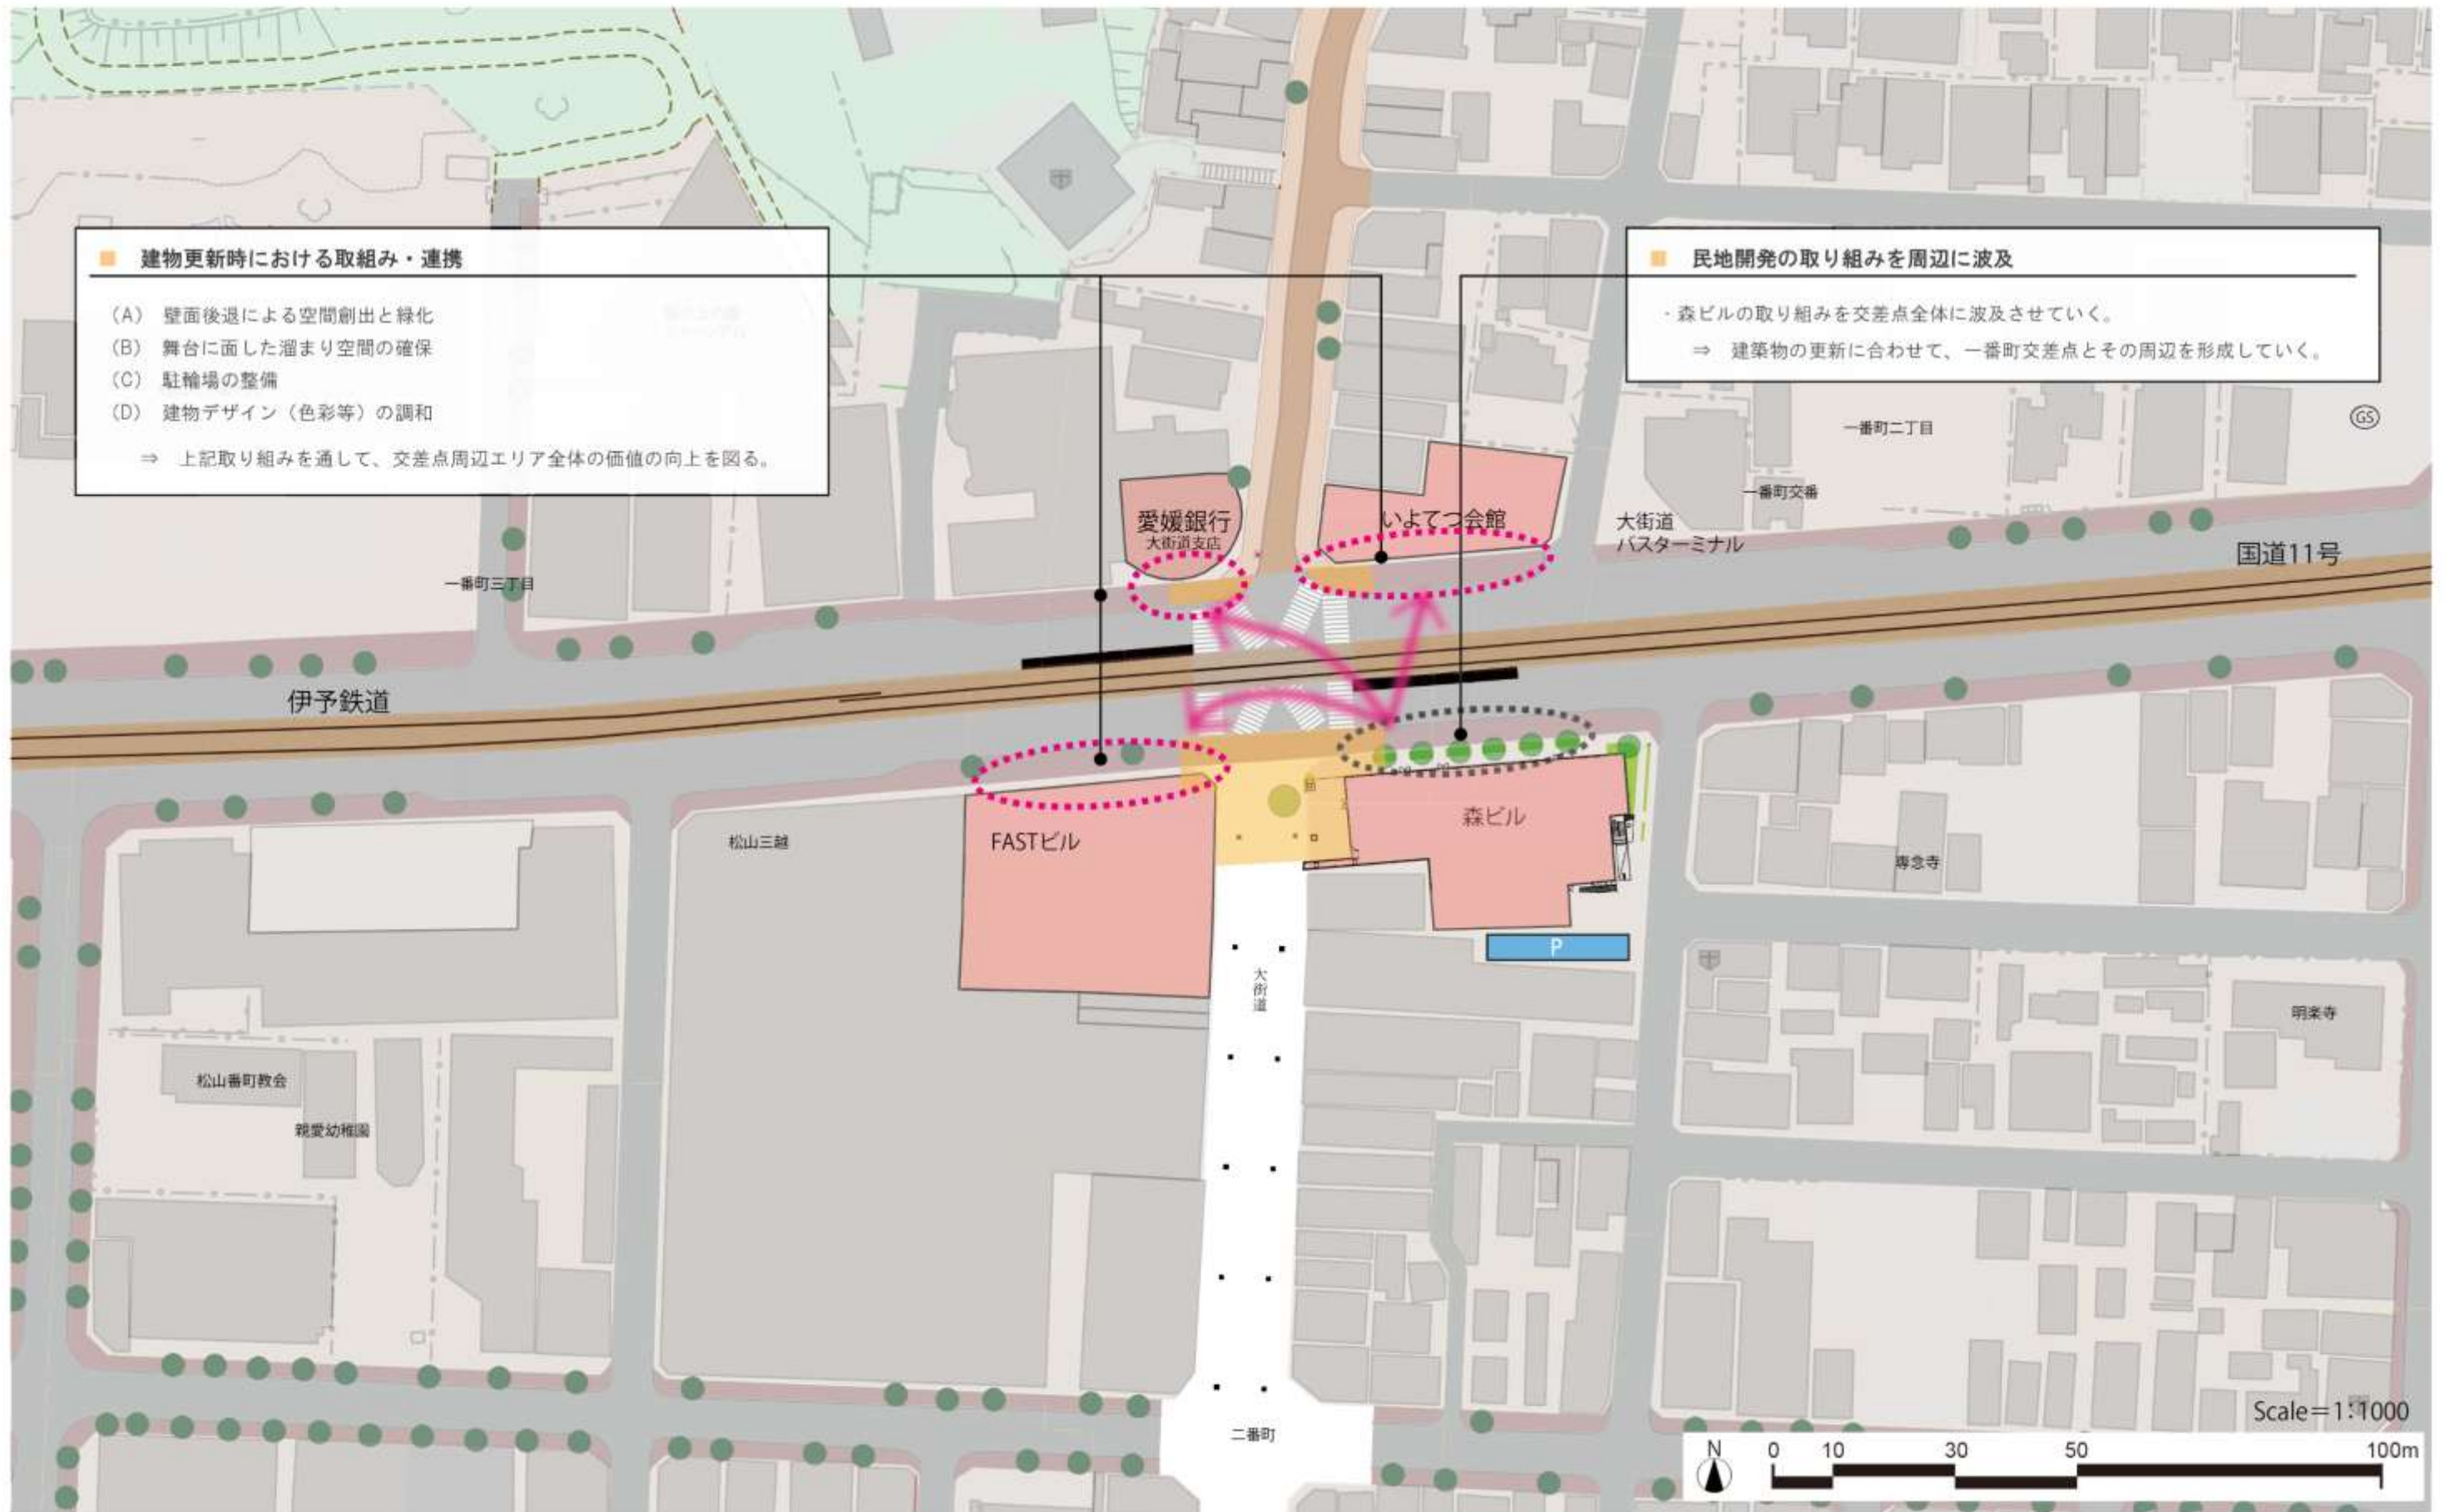 ■ 建物更新時における取組み・連携
(A) 壁面後退による空間創出と緑化
(B) 舞台に面した溜まり空間の確保
(C) 駐輪場の整備
(D) 建物デザイン（色彩等）の調和
⇒ 上記取り組みを通して、交差点周辺エリア全体の価値の向上を図る。
■ 民地開発の取り組みを周辺に波及
・森ビルの取り組みを交差点全体に波及させていく。
⇒ 建築物の更新に合わせて、一番町交差点とその周辺を形成していく。
GS
一番町二丁目
一番町交番
愛媛銀行
大街道支店
いよてつ会館
大街道
バスターミナル
国道11号
一番町三丁目
伊予鉄道
松山三越
FASTビル
森ビル
専念寺
P
大街道
明楽寺
松山番町教会
親愛幼稚園
二番町
Scale=1:1000
N
0 10 30 50 100m